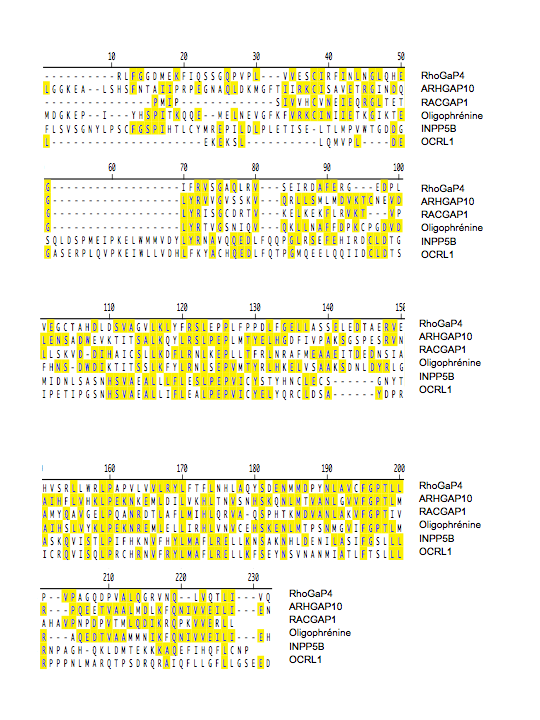 10 20 30 40 50
----------RLFGGDMEKFIQSSGQPVPL---VVESCIRFINLNGLQHE RhoGaP4
LGGKEA--LSHSFNTAIIPRPEGNAQLDKMGFTIIRKCISAVETRGINDQ ARHGAP10
---------------PMIP-------------SIVVHCVNEIEQRGLTET RACGAP1
MDGKEP--I---YHSPITKQQE--MELNEVGFKFVRKCINIIETKGIKTE Oligophrénine
FLSVSGNYLPSCFGSPIHTLCYMREPILDLPLETISE-LTLMPVWTGDDG INPP5B
L---------------------EKEKSL----------LQMVPL----DE OCRL1
60 70 80 90 100
G------------------IFRVSGAQLRV---SEIRDAFERG---EDPL RhoGaP4
G------------------LYRVVGVSSKV---QRLLSMLMDVKTCNEVD ARHGAP10
G------------------LYRISGCDRTV---KELKEKFLRVKT---VP RACGAP1
G------------------LYRTVGSNIQV---QKLLNAFFDPKCPGDVD Oligophrénine
SQLDSPMEIPKELWMMVDYLYRNAVQQEDLFQQPGLRSEFEHIRDCLDTG INPP5B
GASERPLQVPKEIWLLVDHLFKYACHQEDLFQTPGMQEELQQIIDCLDTS OCRL1
110 120 130 140 150
VEGCTAHDLDSVAGVLKLYFRSLEPPLFPPDLFGELLASSELEDTAERVE RhoGaP4
LENSADWEVKTITSALKQYLRSLPEPLMTYELHGDFIVPAKSGSPESRVN ARHGAP10
LLSKVD-DIHAICSLLKDFLRNLKEPLLTFRLNRAFMEAAEITDEDNSIA RACGAP1
FHNS-DWDIKTITSSLKFYLRNLSEPVMTYRLHKELVSAAKSDNLDYRLG Oligophrénine
MIDNLSASNHSVAEALLLFLESLPEPVICYSTYHNCLECS------GNYT INPP5B
IPETIPGSNHSVAEALLIFLEALPEPVICYELYQRCLDSA------YDPR OCRL1
160 170 180 190 200
HVSRLLWRLPAPVLVVLRYLFTFLNHLAQYSDENMMDPYNLAVCFGPTLL RhoGaP4
AIHFLVHKLPEKNKEMLDILVKHLTNVSNHSKQNLMTVANLGVVFGPTLM ARHGAP10
AMYQAVGELPQANRDTLAFLMIHLQRVA-QSPHTKMDVANLAKVFGPTIV RACGAP1
AIHSLVYKLPEKNREMLELLIRHLVNVCEHSKENLMTPSNMGVIFGPTLM Oligophrénine
ASKQVISTLPIFHKNVFHYLMAFLRELLKNSAKNHLDENILASIFGSLLL INPP5B
ICRQVISQLPRCHRNVFRYLMAFLRELLKFSEYNSVNANMIATLFTSLLL OCRL1
210 220 230
P--VPAGQDPVALQGRVNQ--LVQTLI---VQ RhoGaP4
R---PQEETVAALMDLKFQNIVVEILI---EN ARHGAP10
AHAVPNPDPVTMLQDIKRQPKVVERLL RACGAP1
R---AQEDTVAAMMNIKFQNIVVEILI---EH Oligophrénine
RNPAGH-QKLDMTEKKKAQEFIHQFLCNP INPP5B
RPPPNLMARQTPSDRQRAIQFLLGFLLGSEED OCRL1